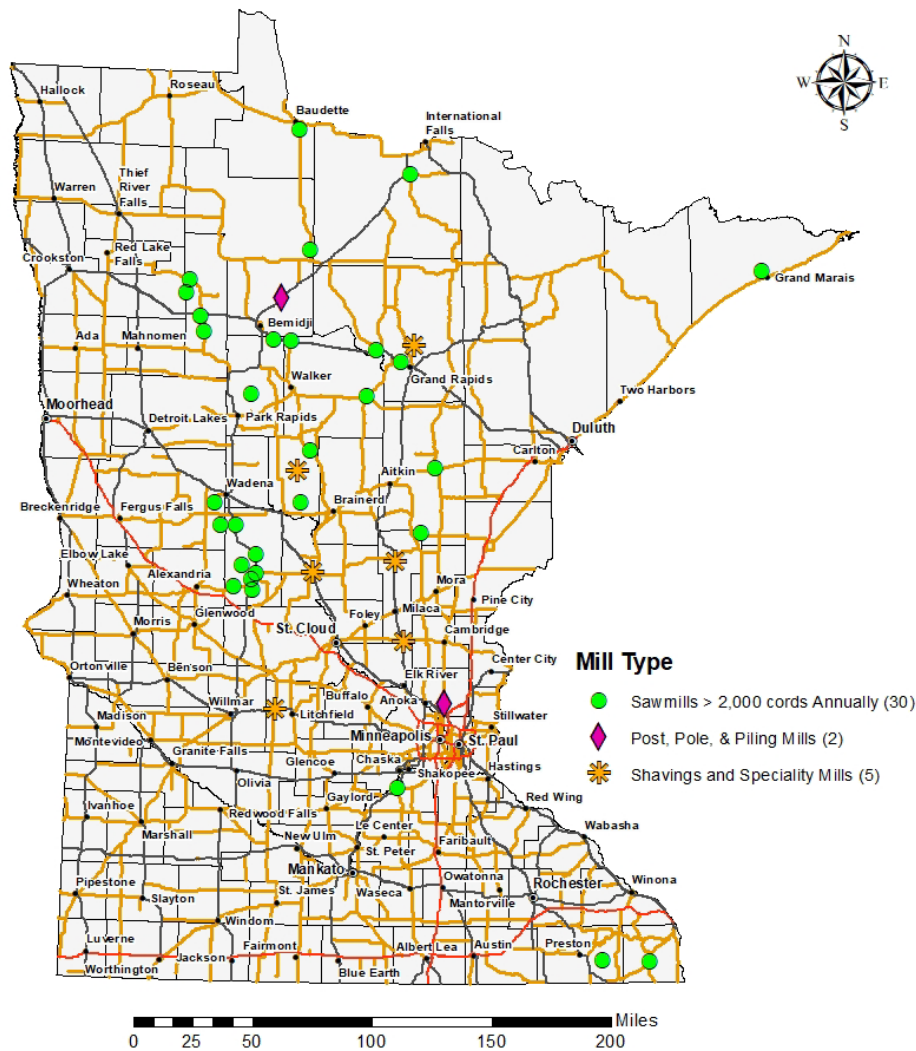 N
W E
S
Hallock
Roseau
Baudette
International
Falls
Warren
Thief
River
Falls
Crookston
Red Lake
Falls
Grand Marais
Bemidji
Ada
Mahnomen
Walker
Grand Rapids
Two Harbors
Moorhead
Detroit Lakes
Park Rapids
Duluth
Carlton
Aitkin
Wadena
Brainerd
Breckenridge
Fergus Falls
Elbow Lake
Alexandria
Wheaton
Mora
Pine City
Glenwood
Foley
Milaca
Morris
St. Cloud
Cambridge
Center City
Ortonville
Benson
Elk River
Willmar
Litchfield
Buffalo
Anoka
Stillwater
Madison
Montevideo
Minneapolis
St. Paul
Granite Falls
Glencoe
Chaska
Shakopee
Hastings
Olivia
Gaylord
Red Wing
Ivanhoe
Redwood Falls
Marshall
Le Center
Wabasha
New Ulm
St. Peter
Faribault
Mankato
Owatonna
Rochester
Winona
Pipestone
Slayton
St. James
Waseca
Mantorville
Windom
Luverne
Fairmont
Albert Lea
Austin
Preston
Worthington
Jackson
Blue Earth
Mill Type
Sawmills > 2,000 cords Annually (30)
Post, Pole, & Piling Mills (2)
Shavings and Speciality Mills (5)
Miles
0 25 50 100 150 200